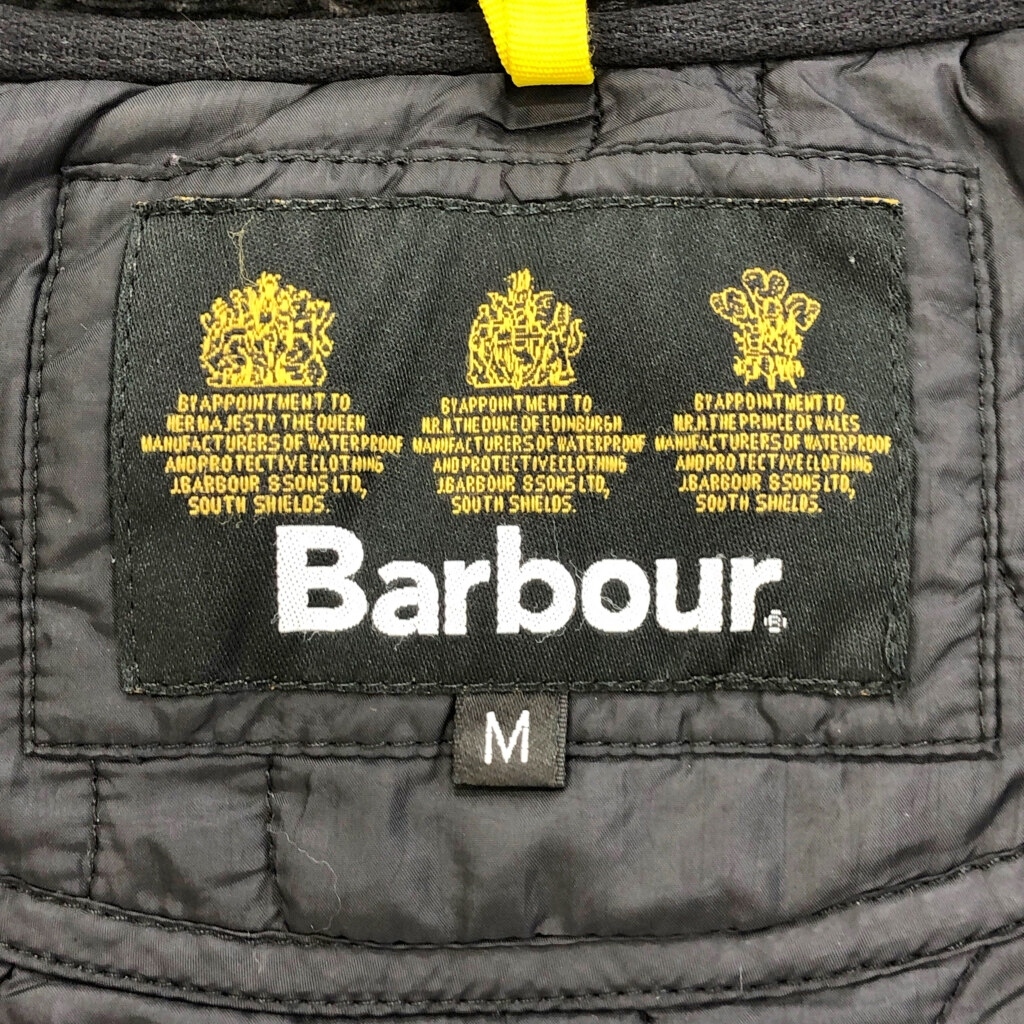 BY APPOINTMENT TO
HER MAJESTY THE QUEEN
MANUFACTURERS OF WATERPROOF
AND PROTECTIVE CLOTHING
J.BARBOUR & SONS LTD,
SOUTH SHIELDS.
BY APPOINTMENT TO
H.R.H THE DUKE OF EDINBURGH
MANUFACTURERS OF WATERPROOF
AND PROTECTIVE CLOTHING
J.BARBOUR & SONS LTD,
SOUTH SHIELDS.
BY APPOINTMENT TO
H.R.H THE PRINCE OF WALES
MANUFACTURERS OF WATERPROOF
AND PROTECTIVE CLOTHING
J.BARBOUR & SONS LTD,
SOUTH SHIELDS.
Barbour®
M